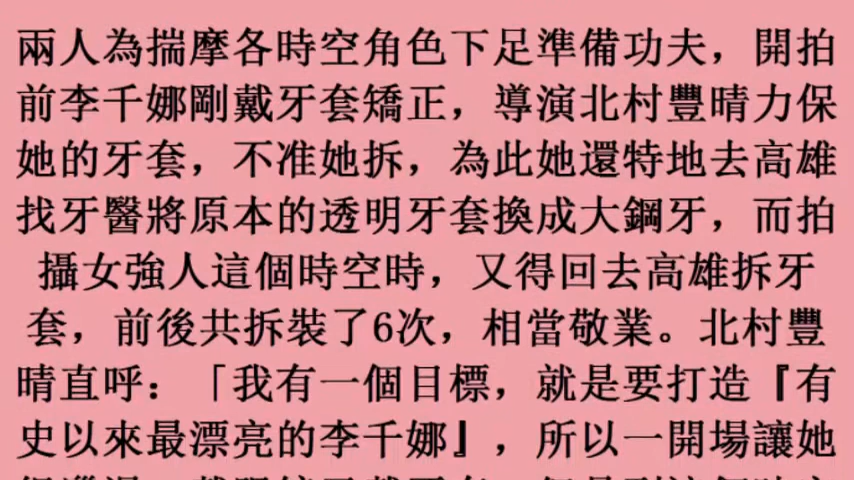 兩人為揣摩各時空角色下足準備功夫，開拍
前李千娜剛戴牙套矯正，導演北村豐晴力保
她的牙套，不准她拆，為此她還特地去高雄
找牙醫將原本的透明牙套換成大鋼牙，而拍
攝女強人這個時空時，又得回去高雄拆牙
套，前後共拆裝了6次，相當敬業。北村豐
晴直呼：「我有一個目標，就是要打造『有
史以來最漂亮的李千娜』，所以一開場讓她